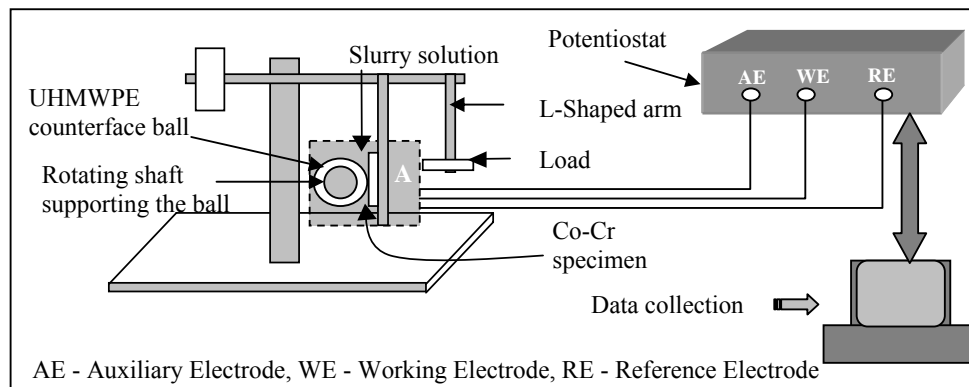 Potentiostat
Slurry solution
AE WE RE
UHMWPE
counterface ball
L-Shaped arm
Load
A
Rotating shaft
supporting the ball
Co-Cr
specimen
Data collection
AE - Auxiliary Electrode, WE - Working Electrode, RE - Reference Electrode